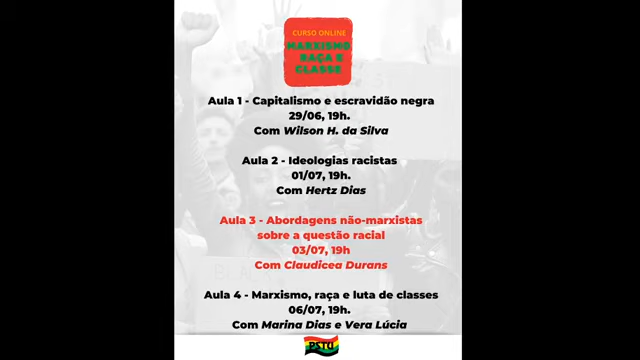 CURSO ONLINE
MARXISMO
RAÇA E
CLASSE
Aula 1 - Capitalismo e escravidão negra
29/06, 19h.
Com Wilson H. da Silva
Aula 2 - Ideologias racistas
01/07, 19h.
Com Hertz Dias
Aula 3 - Abordagens não-marxistas
sobre a questão racial
03/07, 19h
Com Claudicea Durans
Aula 4 - Marxismo, raça e luta de classes
06/07, 19h.
Com Marina Dias e Vera Lúcia
PSTU